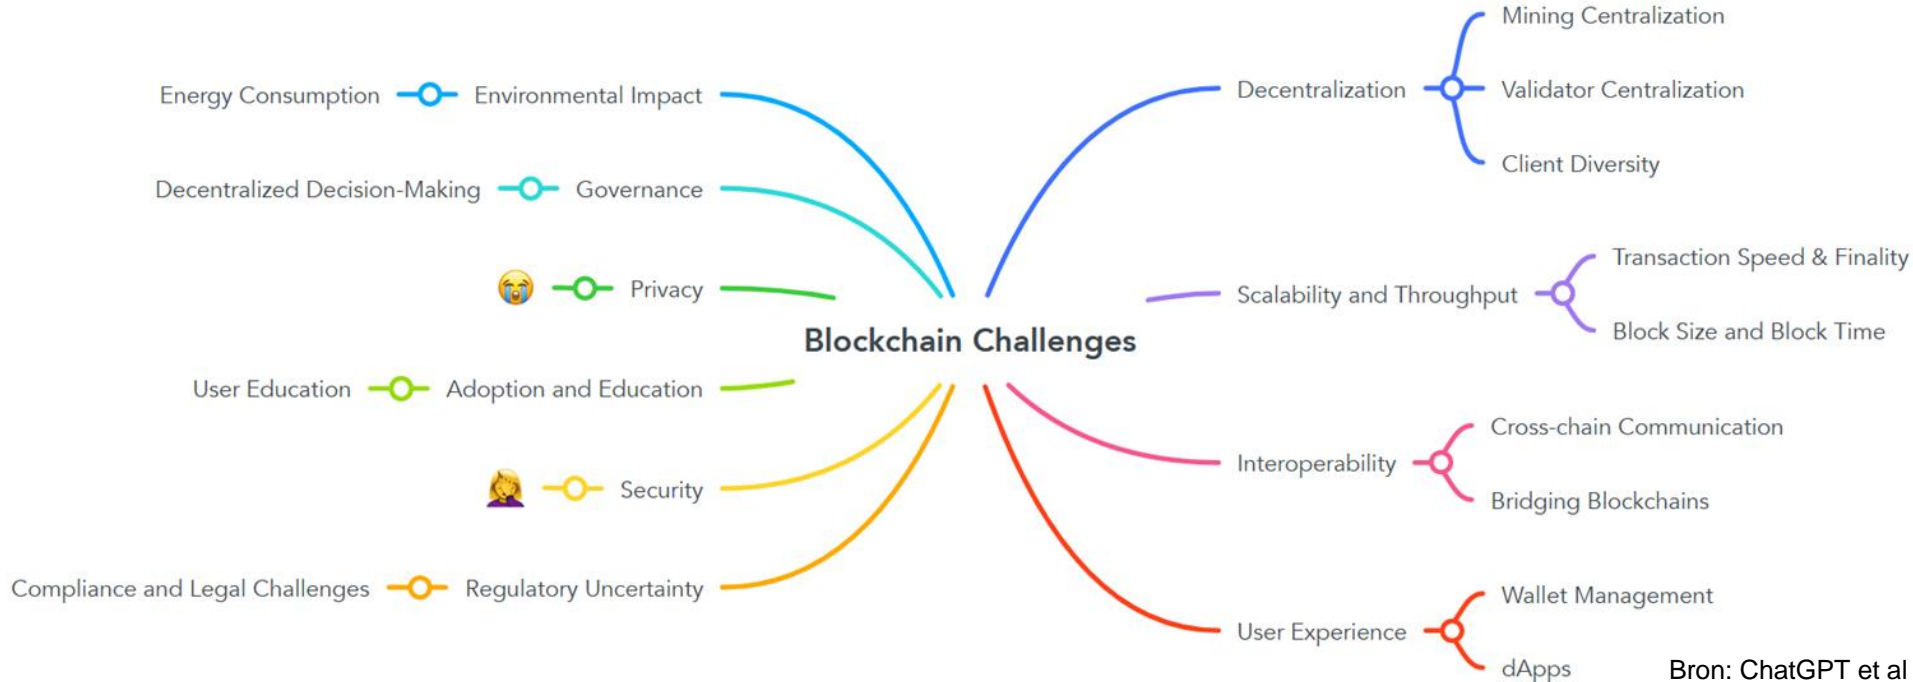 Energy Consumption
Environmental Impact
Decentralized Decision-Making
Governance
😭
Privacy
User Education
Adoption and Education
🤦‍♀️
Security
Compliance and Legal Challenges
Regulatory Uncertainty
Blockchain Challenges
Decentralization
Mining Centralization
Validator Centralization
Client Diversity
Scalability and Throughput
Transaction Speed & Finality
Block Size and Block Time
Interoperability
Cross-chain Communication
Bridging Blockchains
User Experience
Wallet Management
dApps
Bron: ChatGPT et al